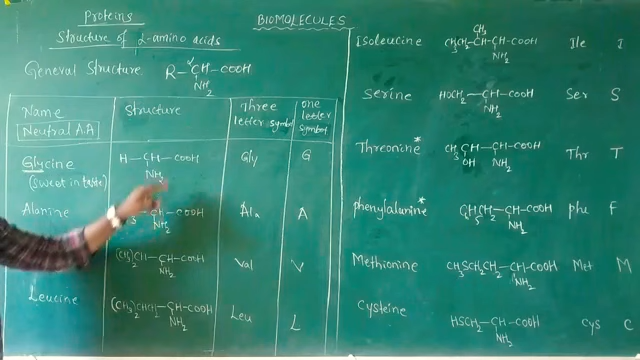 Proteins
BIOMOLECULES
Structure of α-amino acids
General Structure R-CH-COOH
α
NH2
Name Structure Three letter symbol one letter symbol
Neutral A.A
Glycine H-CH-COOH Gly G
NH2
(sweet in taste)
Alanine 3-CH-COOH Ala A
NH2
(CH3)2CH-CH-COOH Val V
NH2
Leucine (CH3)2CHCH2-CH-COOH Leu L
NH2
CH3
Isoleucine CH3CH2-CH-CH-COOH Ile I
NH2
Serine HOCH2-CH-COOH Ser S
NH2
Threonine* CH3-CH-CH-COOH Thr T
OH NH2
phenylalanine* C6H5CH2-CH-COOH phe F
NH2
Methionine CH3SCH2CH2-CH-COOH Met M
NH2
Cysteine HSCH2-CH-COOH Cys C
NH2